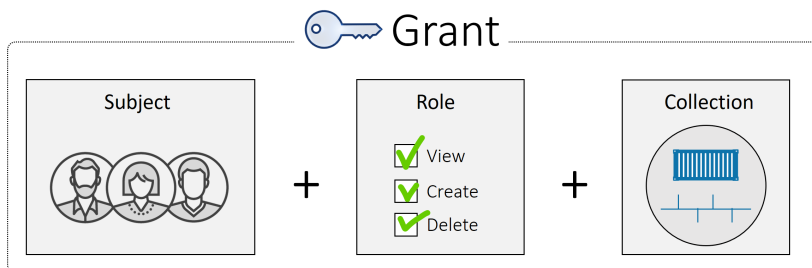 Grant
Subject
+
Role
View
Create
Delete
+
Collection